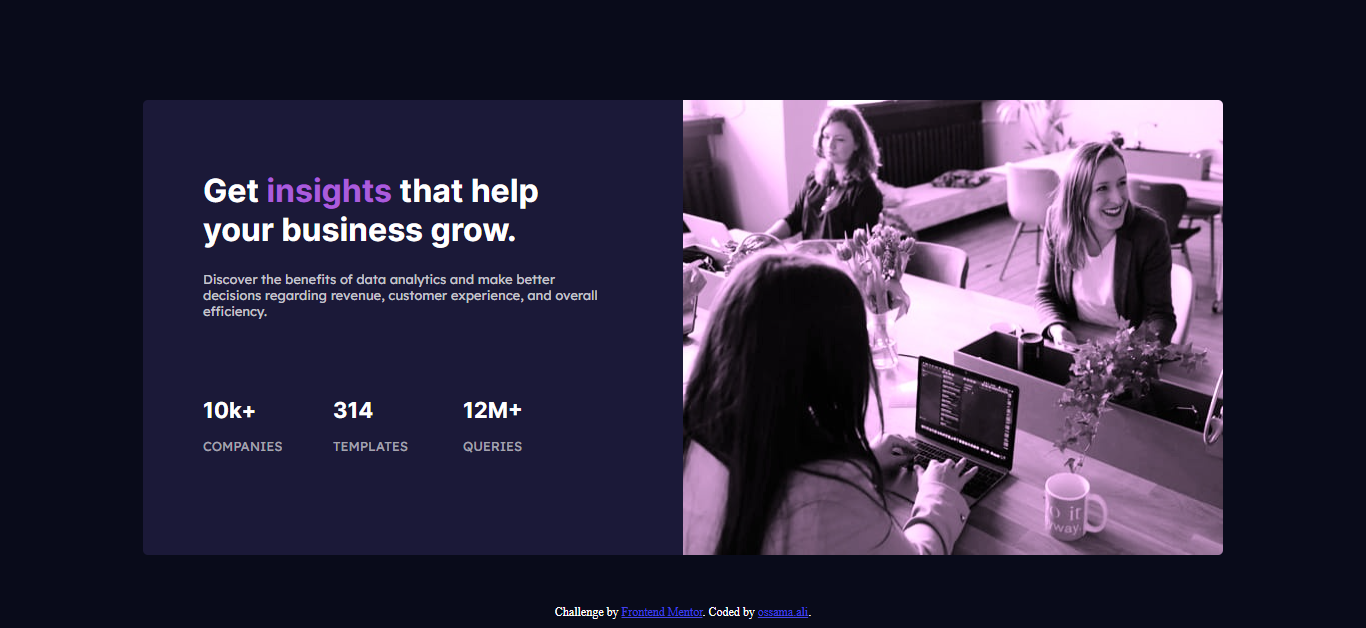 Get insights that help
your business grow.
Discover the benefits of data analytics and make better
decisions regarding revenue, customer experience, and overall
efficiency.
10k+ 314 12M+
COMPANIES TEMPLATES QUERIES
Challenge by Frontend Mentor. Coded by ossama.ali.